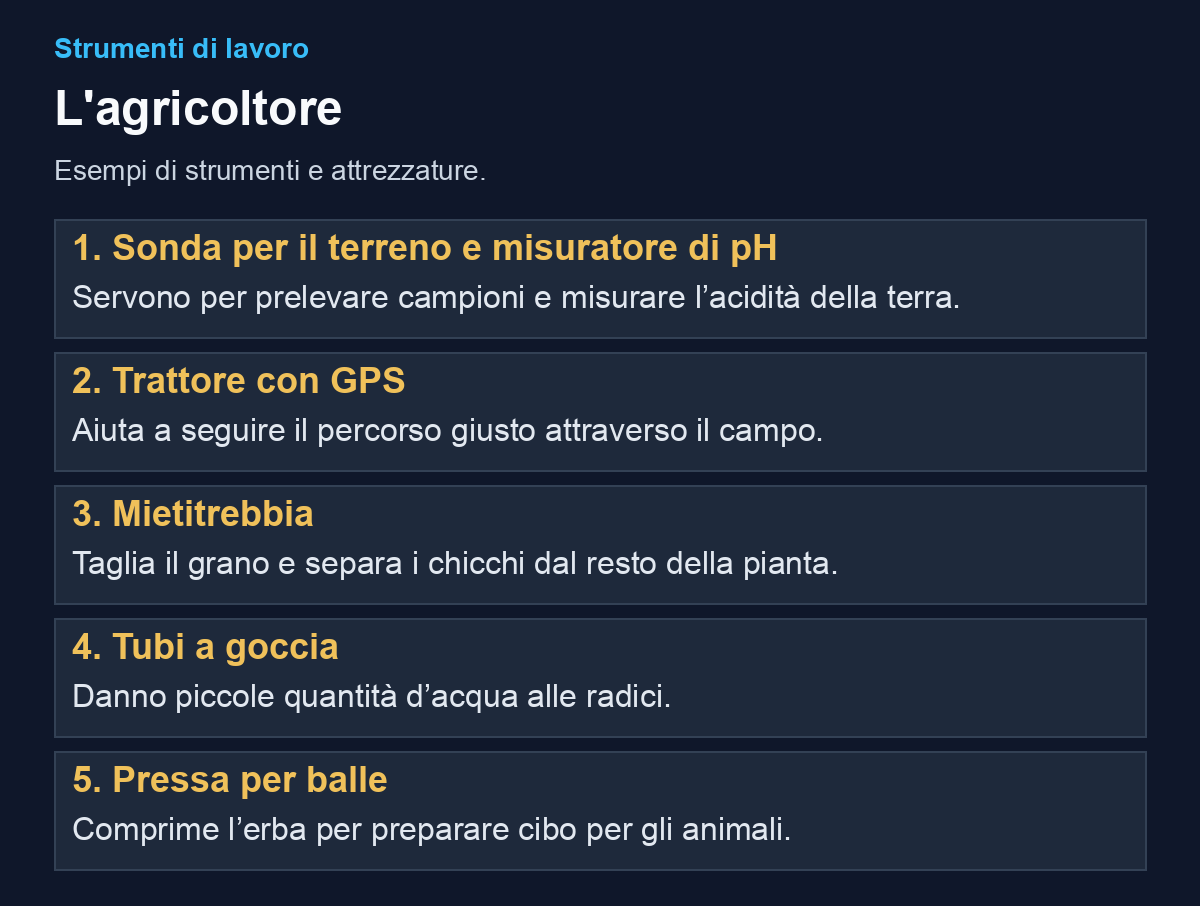 Strumenti di lavoro
L'agricoltore
Esempi di strumenti e attrezzature.
1. Sonda per il terreno e misuratore di pH
Servono per prelevare campioni e misurare l’acidità della terra.
2. Trattore con GPS
Aiuta a seguire il percorso giusto attraverso il campo.
3. Mietitrebbia
Taglia il grano e separa i chicchi dal resto della pianta.
4. Tubi a goccia
Danno piccole quantità d’acqua alle radici.
5. Pressa per balle
Comprime l’erba per preparare cibo per gli animali.